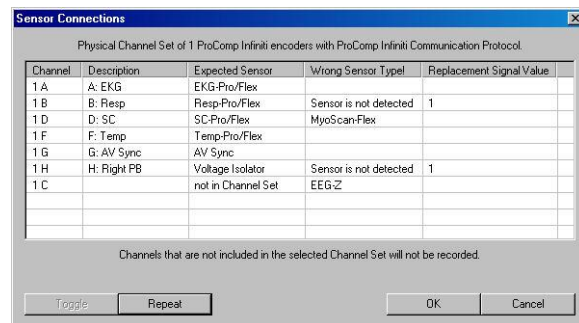 Sensor Connections
Physical Channel Set of 1 ProComp Infiniti encoders with ProComp Infiniti Communication Protocol.
Channel Description Expected Sensor Wrong Sensor Type! Replacement Signal Value
1 A A: EKG EKG-Pro/Flex
1 B B: Resp Resp-Pro/Flex Sensor is not detected 1
1 D D: SC SC-Pro/Flex MyoScan-Flex
1 F F: Temp Temp-Pro/Flex
1 G G: AV Sync AV Sync
1 H H: Right PB Voltage Isolator Sensor is not detected 1
1 C not in Channel Set EEG-Z
Channels that are not included in the selected Channel Set will not be recorded.
Toggle Repeat OK Cancel